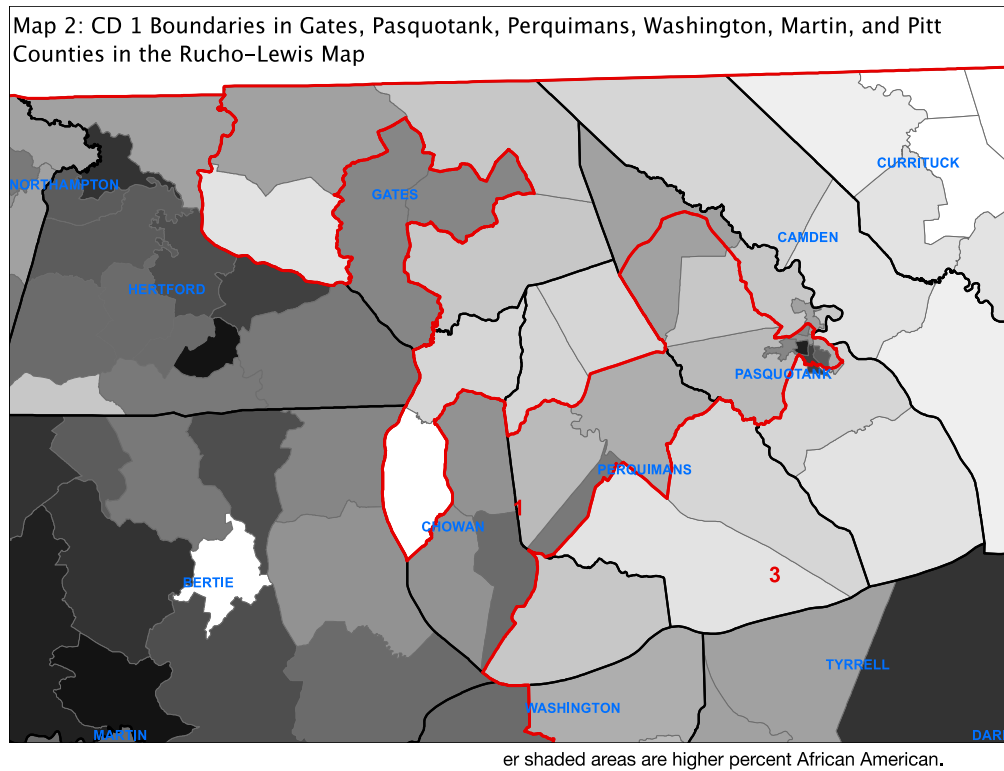 Map 2: CD 1 Boundaries in Gates, Pasquotank, Perquimans, Washington, Martin, and Pitt
Counties in the Rucho-Lewis Map
CURRITUCK
NORTHAMPTON
GATES
CAMDEN
HERTFORD
PASQUOTANK
PERQUIMANS
1
CHOWAN
3
BERTIE
TYRRELL
WASHINGTON
MARTIN
DAR
er shaded areas are higher percent African American.